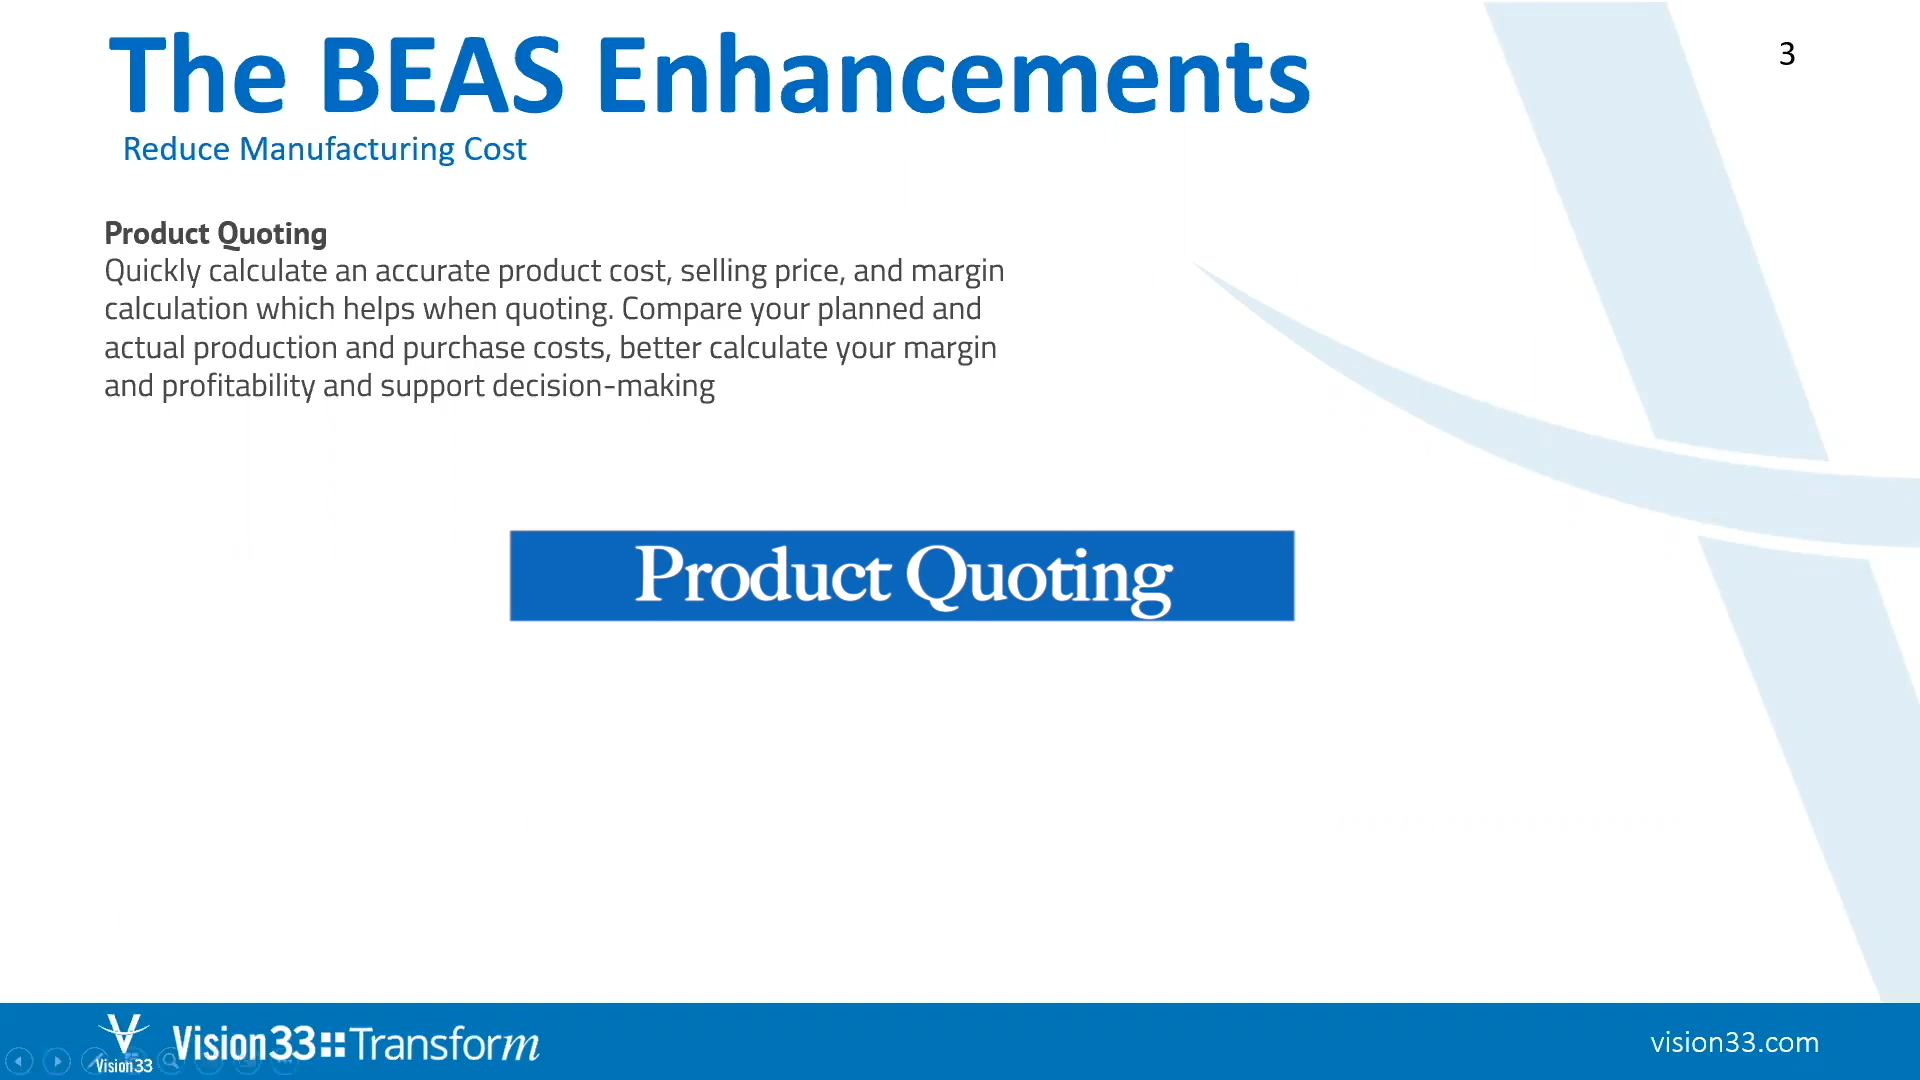 The BEAS Enhancements
3
Reduce Manufacturing Cost
Product Quoting
Quickly calculate an accurate product cost, selling price, and margin
calculation which helps when quoting. Compare your planned and
actual production and purchase costs, better calculate your margin
and profitability and support decision-making
Product Quoting
Vision33
Vision33 Transform
vision33.com